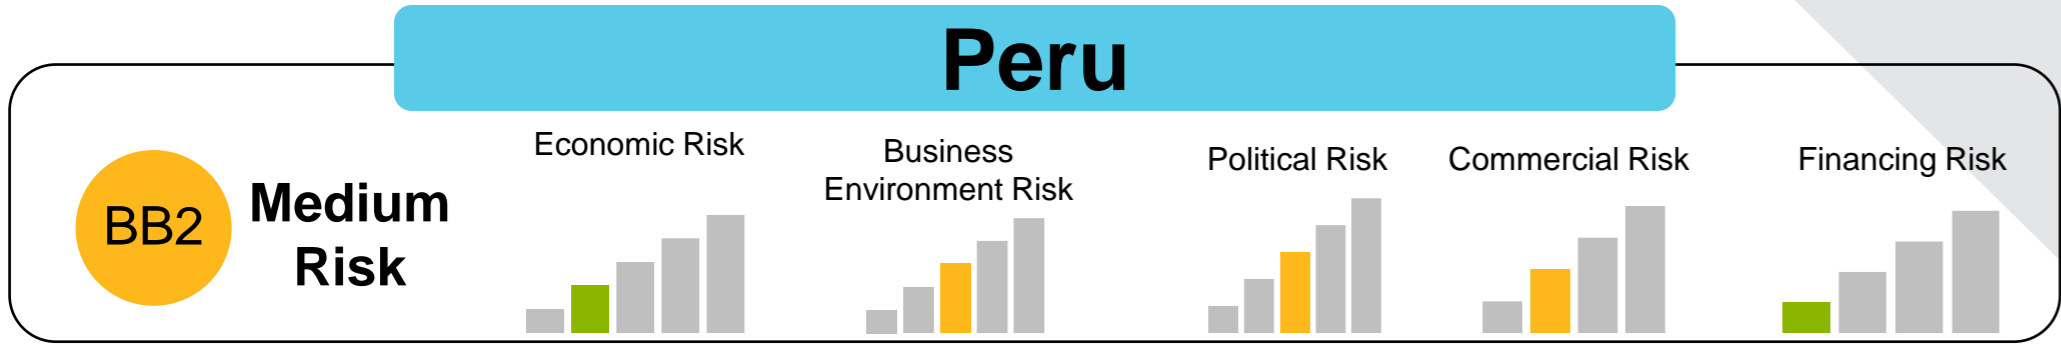 Peru
BB2
Medium
Risk
Economic Risk
Business
Environment Risk
Political Risk
Commercial Risk
Financing Risk